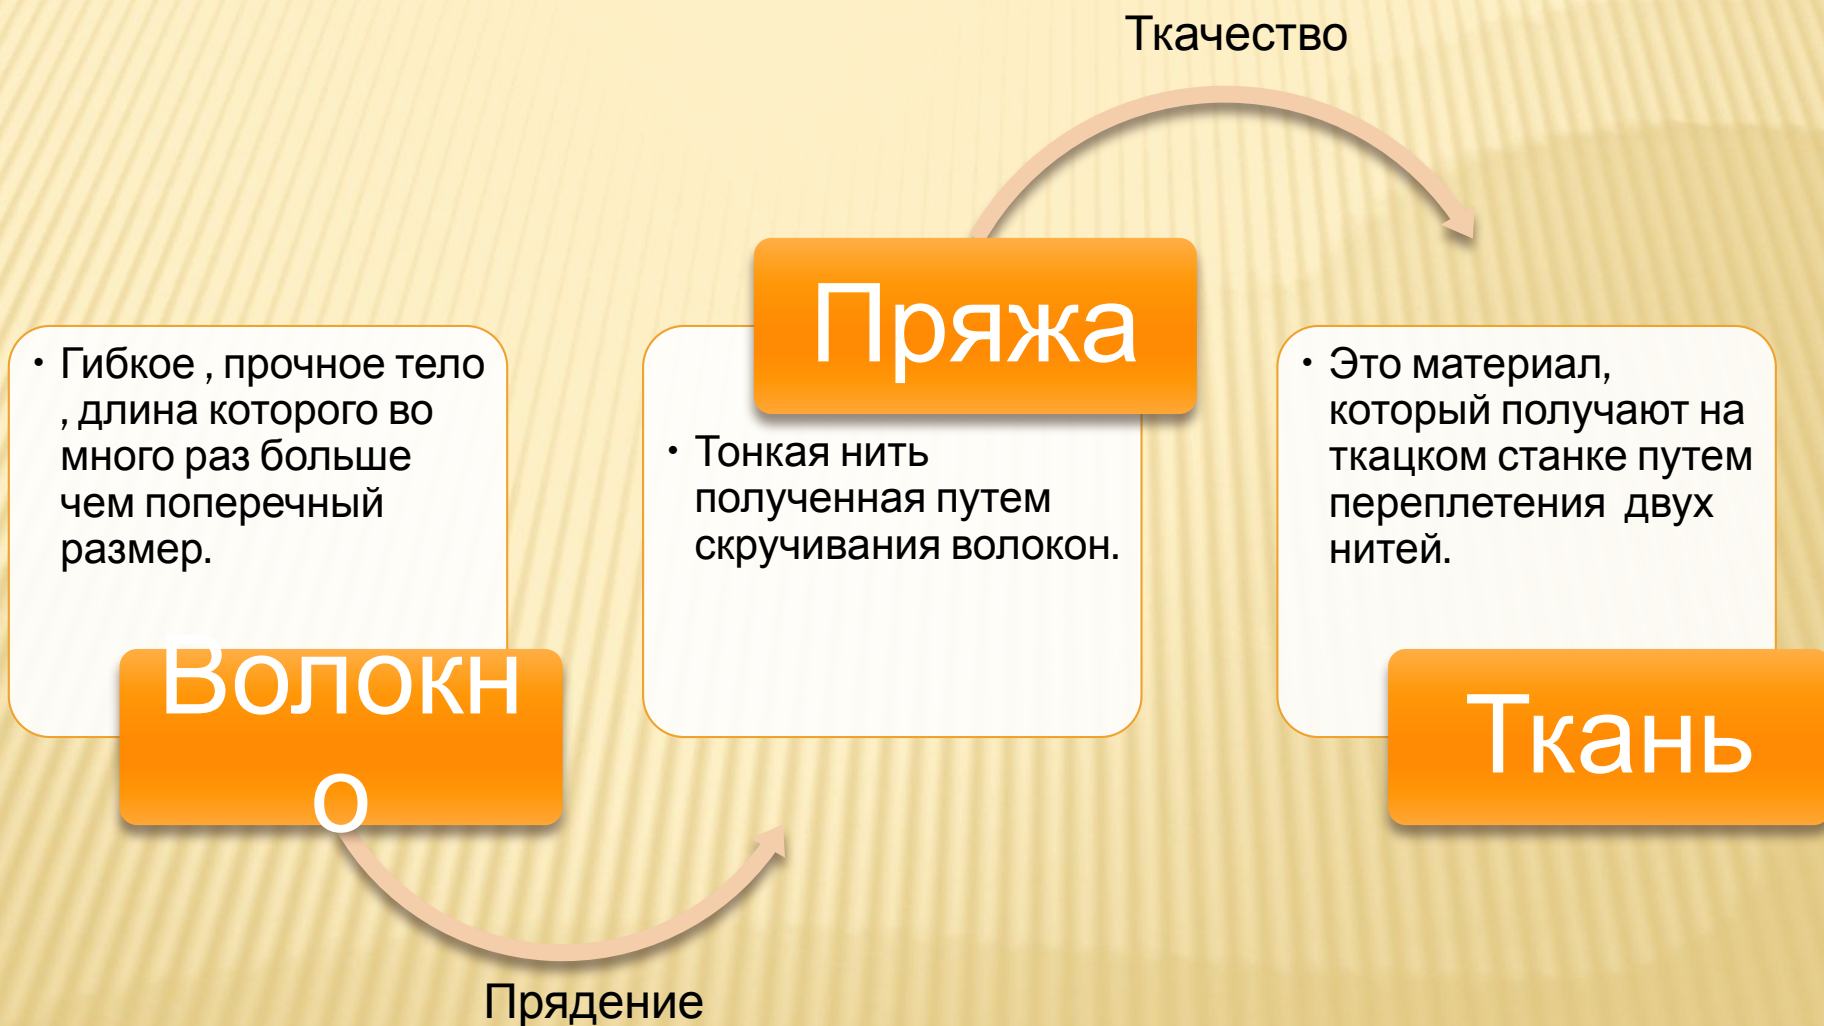 Ткачество
Пряжа
• Гибкое , прочное тело
, длина которого во
много раз больше
чем поперечный
размер.
Волокн
о
• Тонкая нить
полученная путем
скручивания волокон.
• Это материал,
который получают на
ткацком станке путем
переплетения  двух
нитей.
Ткань
Прядение